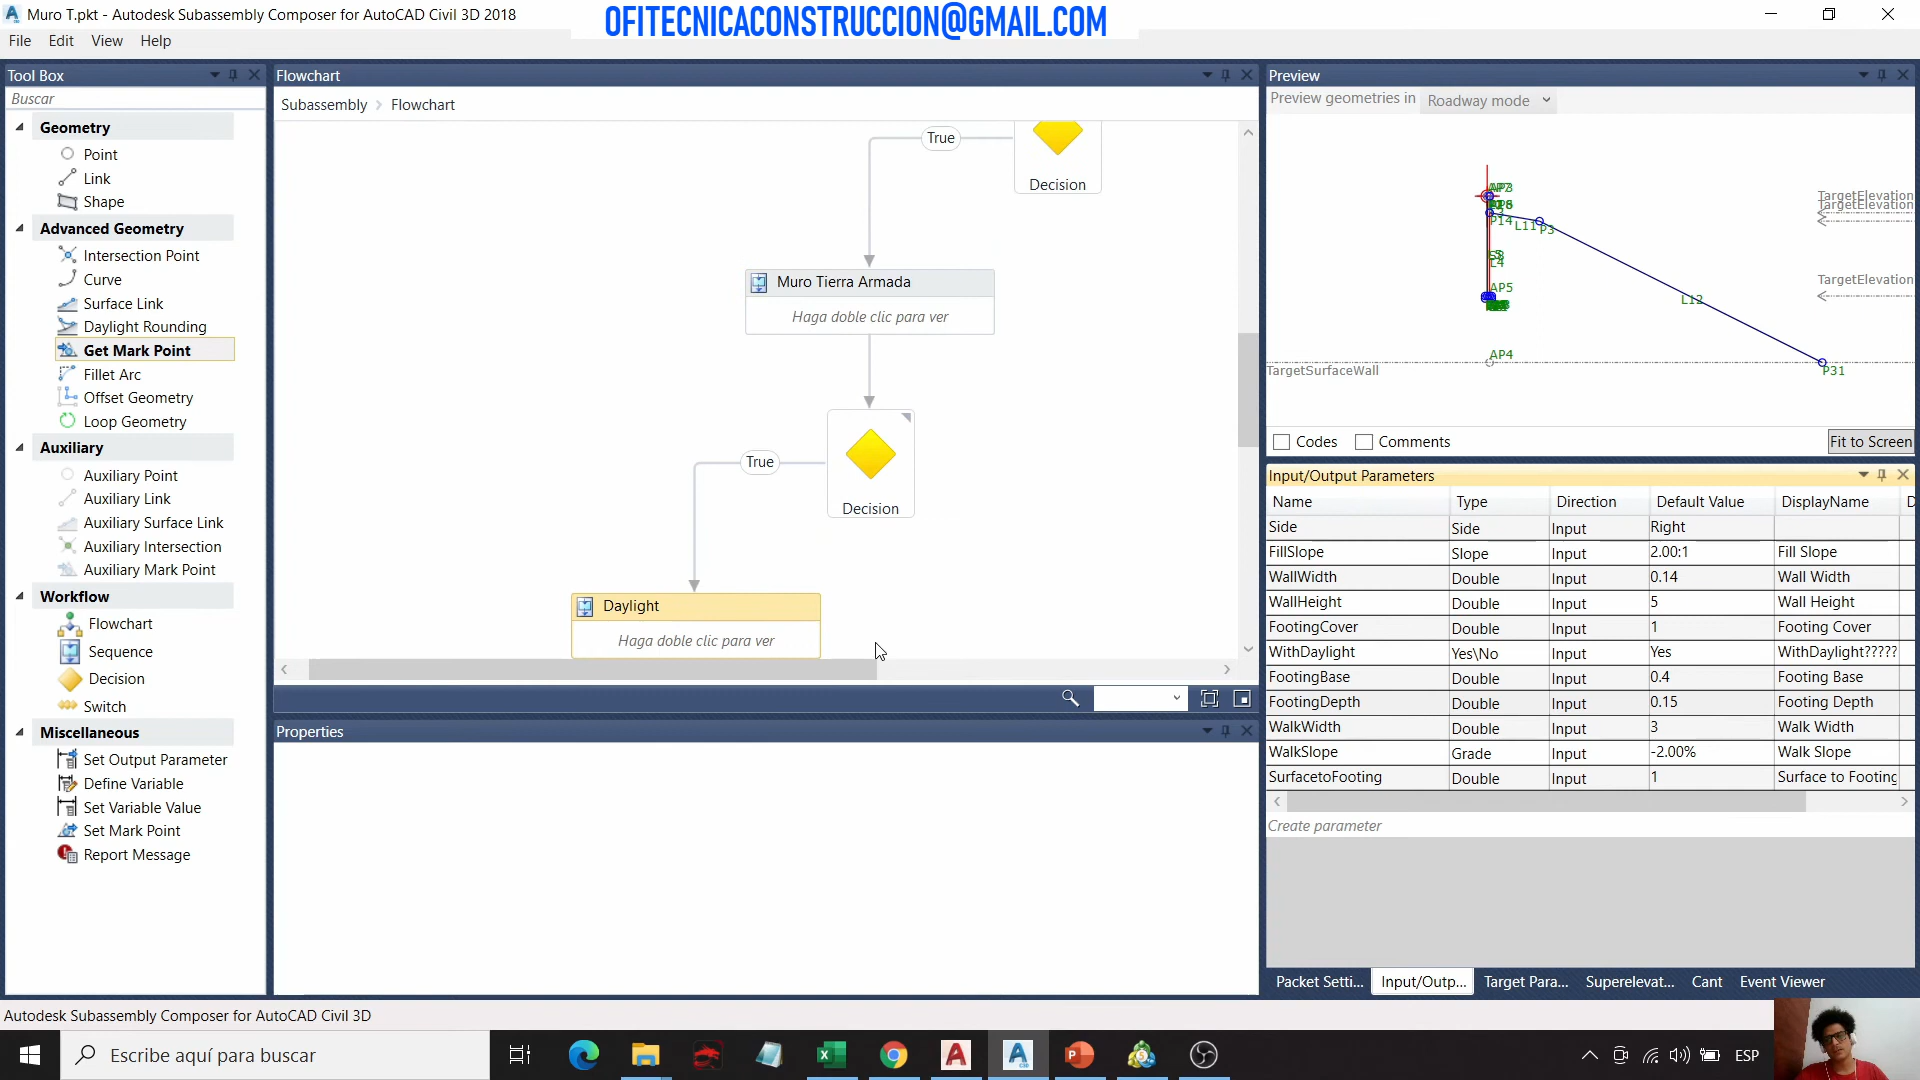 Muro T.pkt - Autodesk Subassembly Composer for AutoCAD Civil 3D 2018
OFITECNICACONSTRUCCION@GMAIL.COM
File Edit View Help
Tool Box
Buscar
Geometry
Point
Link
Shape
Advanced Geometry
Intersection Point
Curve
Surface Link
Daylight Rounding
Get Mark Point
Fillet Arc
Offset Geometry
Loop Geometry
Auxiliary
Auxiliary Point
Auxiliary Link
Auxiliary Surface Link
Auxiliary Intersection
Auxiliary Mark Point
Workflow
Flowchart
Sequence
Decision
Switch
Miscellaneous
Set Output Parameter
Define Variable
Set Variable Value
Set Mark Point
Report Message
Flowchart
Subassembly > Flowchart
True
Decision
Muro Tierra Armada
Haga doble clic para ver
True
Decision
Daylight
Haga doble clic para ver
Properties
Preview
Preview geometries in Roadway mode
TargetElevation
TargetElevation
P14
L11
P3
L4
AP5
TargetElevation
L12
AP4
TargetSurfaceWall
P31
Codes Comments Fit to Screen
Input/Output Parameters
Name Type Direction Default Value DisplayName D
Side Side Input Right
FillSlope Slope Input 2.00:1 Fill Slope
WallWidth Double Input 0.14 Wall Width
WallHeight Double Input 5 Wall Height
FootingCover Double Input 1 Footing Cover
WithDaylight Yes\No Input Yes WithDaylight?????
FootingBase Double Input 0.4 Footing Base
FootingDepth Double Input 0.15 Footing Depth
WalkWidth Double Input 3 Walk Width
WalkSlope Grade Input -2.00% Walk Slope
SurfacetoFooting Double Input 1 Surface to Footing
Create parameter
Packet Setti... Input/Outp... Target Para... Superelevat... Cant Event Viewer
Autodesk Subassembly Composer for AutoCAD Civil 3D
Escribe aquí para buscar
ESP